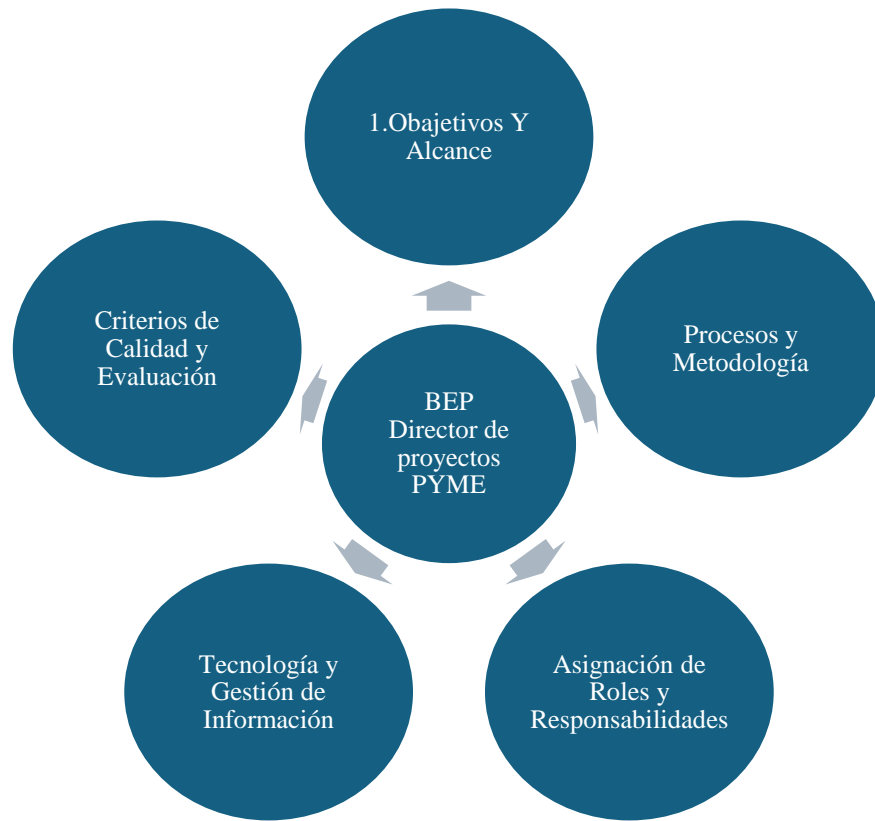 1.Obajetivos Y
Alcance
Criterios de
Calidad y
Evaluación
Procesos y
Metodología
BEP
Director de
proyectos
PYME
Tecnología y
Gestión de
Información
Asignación de
Roles y
Responsabilidades